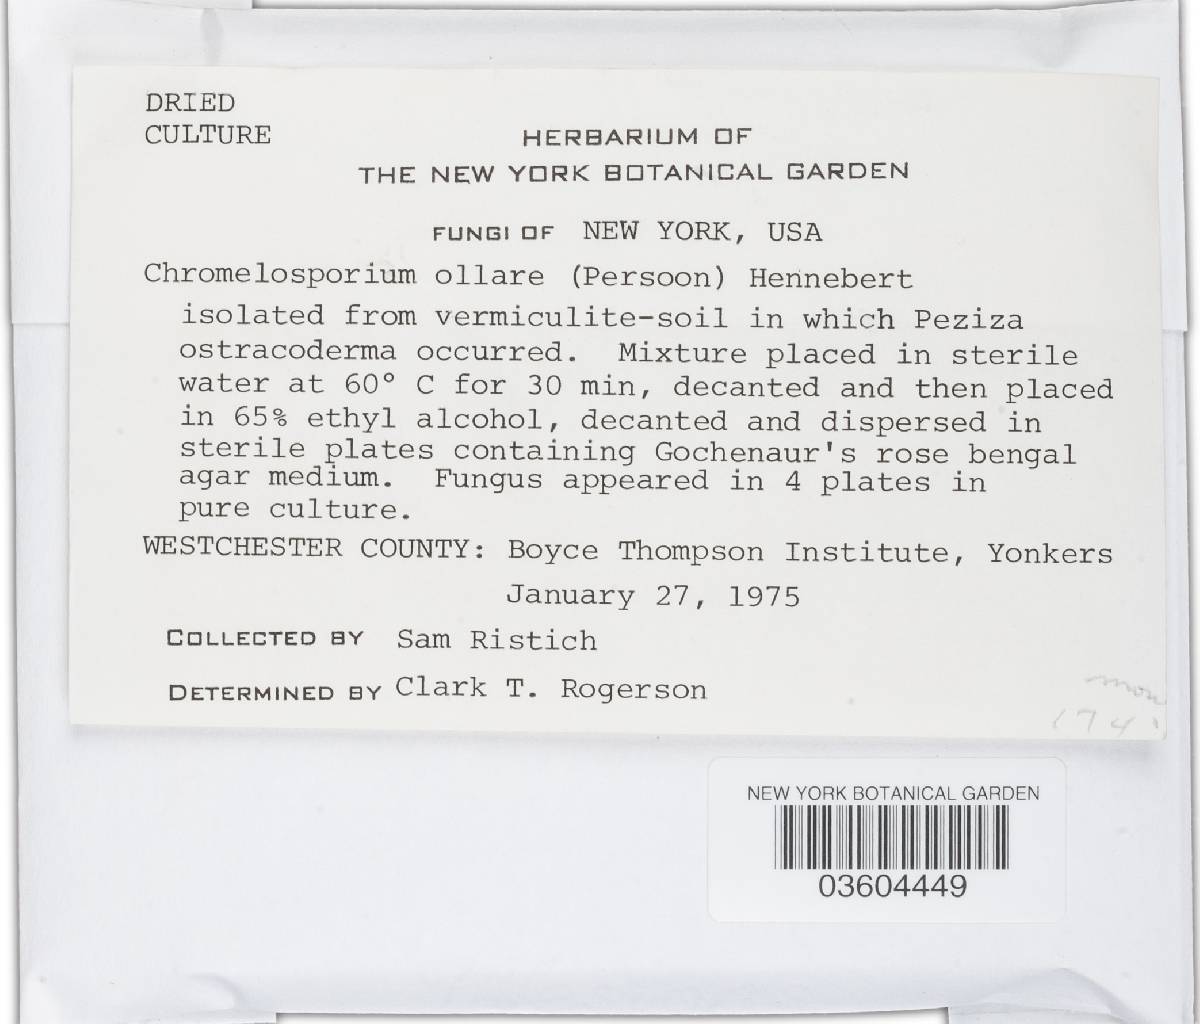 DRIED
CULTURE
HERBARIUM OF
THE NEW YORK BOTANICAL GARDEN
FUNGI OF NEW YORK, USA
Chromelosporium ollare (Persoon) Hennebert
isolated from vermiculite-soil in which Peziza
ostracoderma occurred. Mixture placed in sterile
water at 60° C for 30 min, decanted and then placed
in 65% ethyl alcohol, decanted and dispersed in
sterile plates containing Gochenaur's rose bengal
agar medium. Fungus appeared in 4 plates in
pure culture.
WESTCHESTER COUNTY: Boyce Thompson Institute, Yonkers
January 27, 1975
COLLECTED BY Sam Ristich
DETERMINED BY Clark T. Rogerson
NEW YORK BOTANICAL GARDEN
03604449